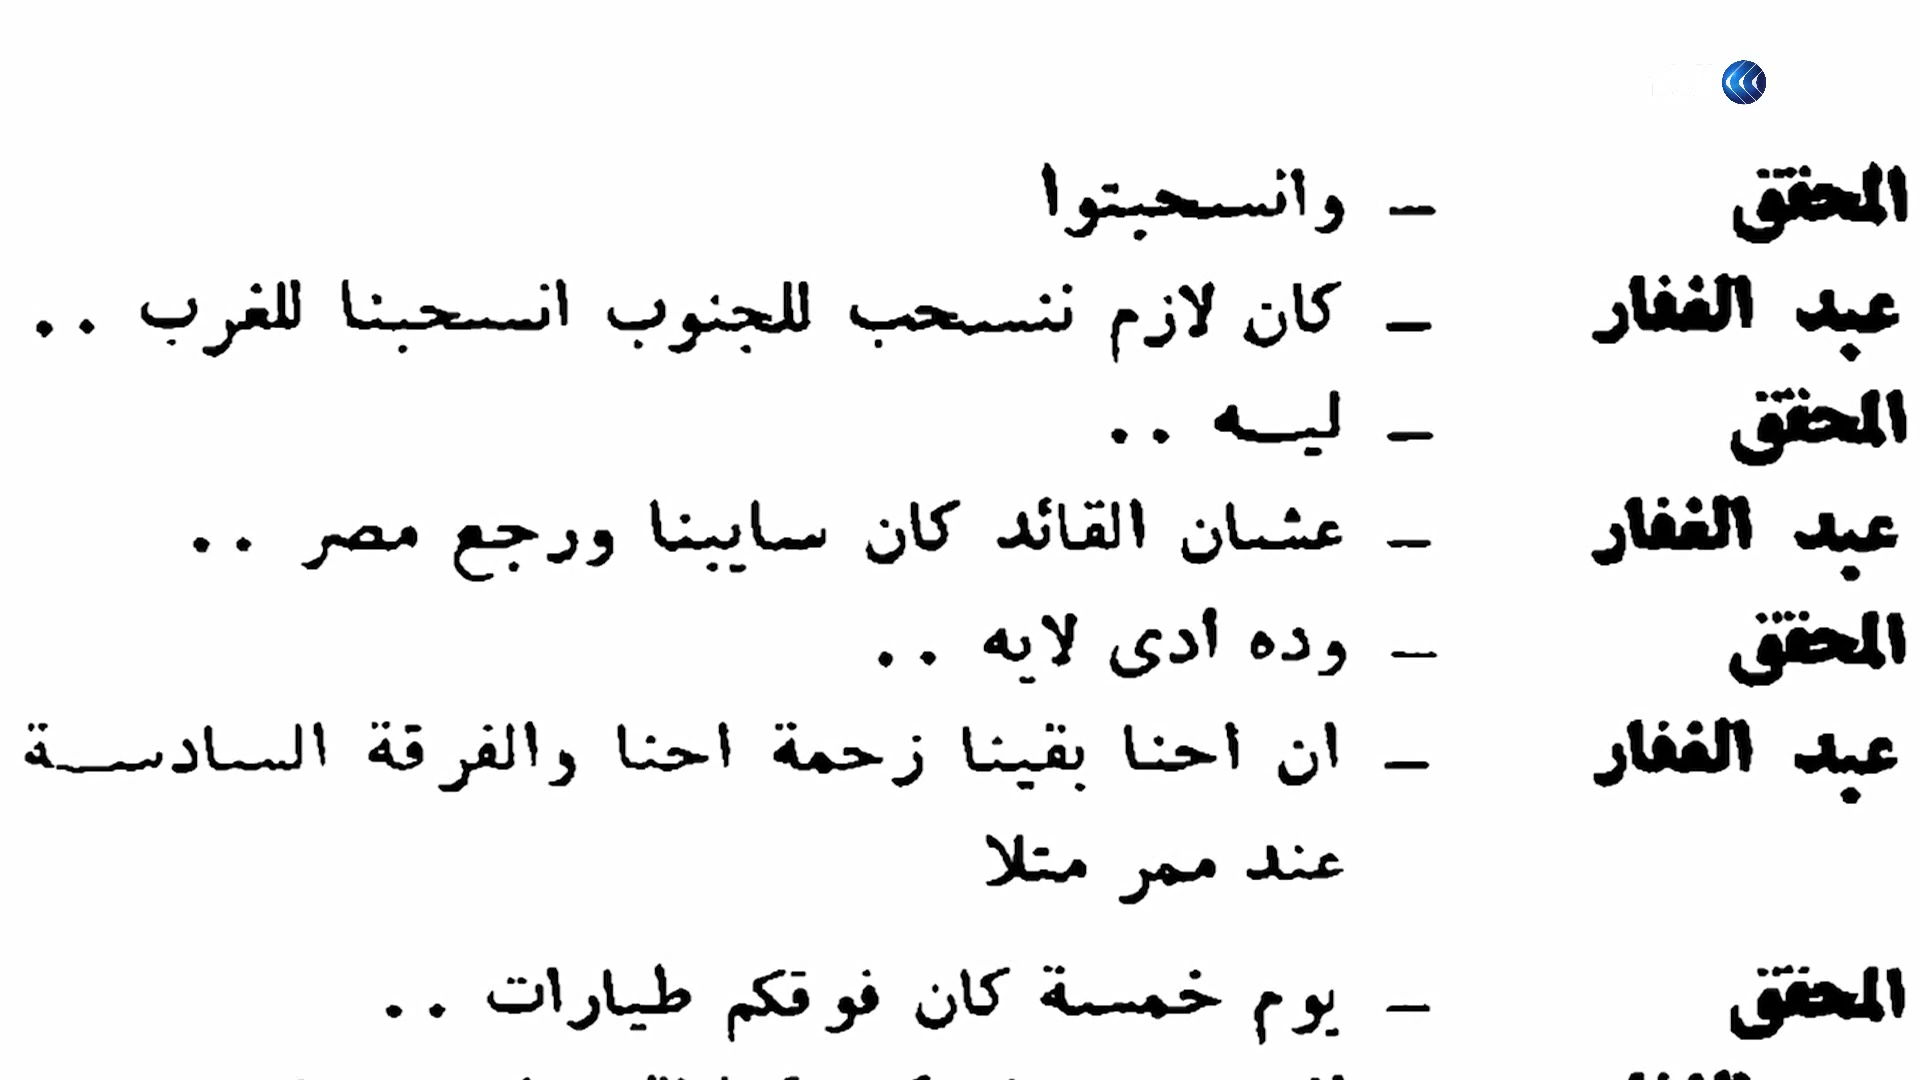 المحقق – وانسحبتوا
عبد الغفار – كان لازم ننسحب للجنوب انسحبنا للغرب ..
المحقق – ليه ..
عبد الغفار – عشان القائد كان سايبنا ورجع مصر ..
المحقق – وده أدى لايه ..
عبد الغفار – ان احنا بقينا زحمة احنا والفرقة السادسة
عند ممر متلا
المحقق – يوم خمسة كان فوقكم طيارات ..